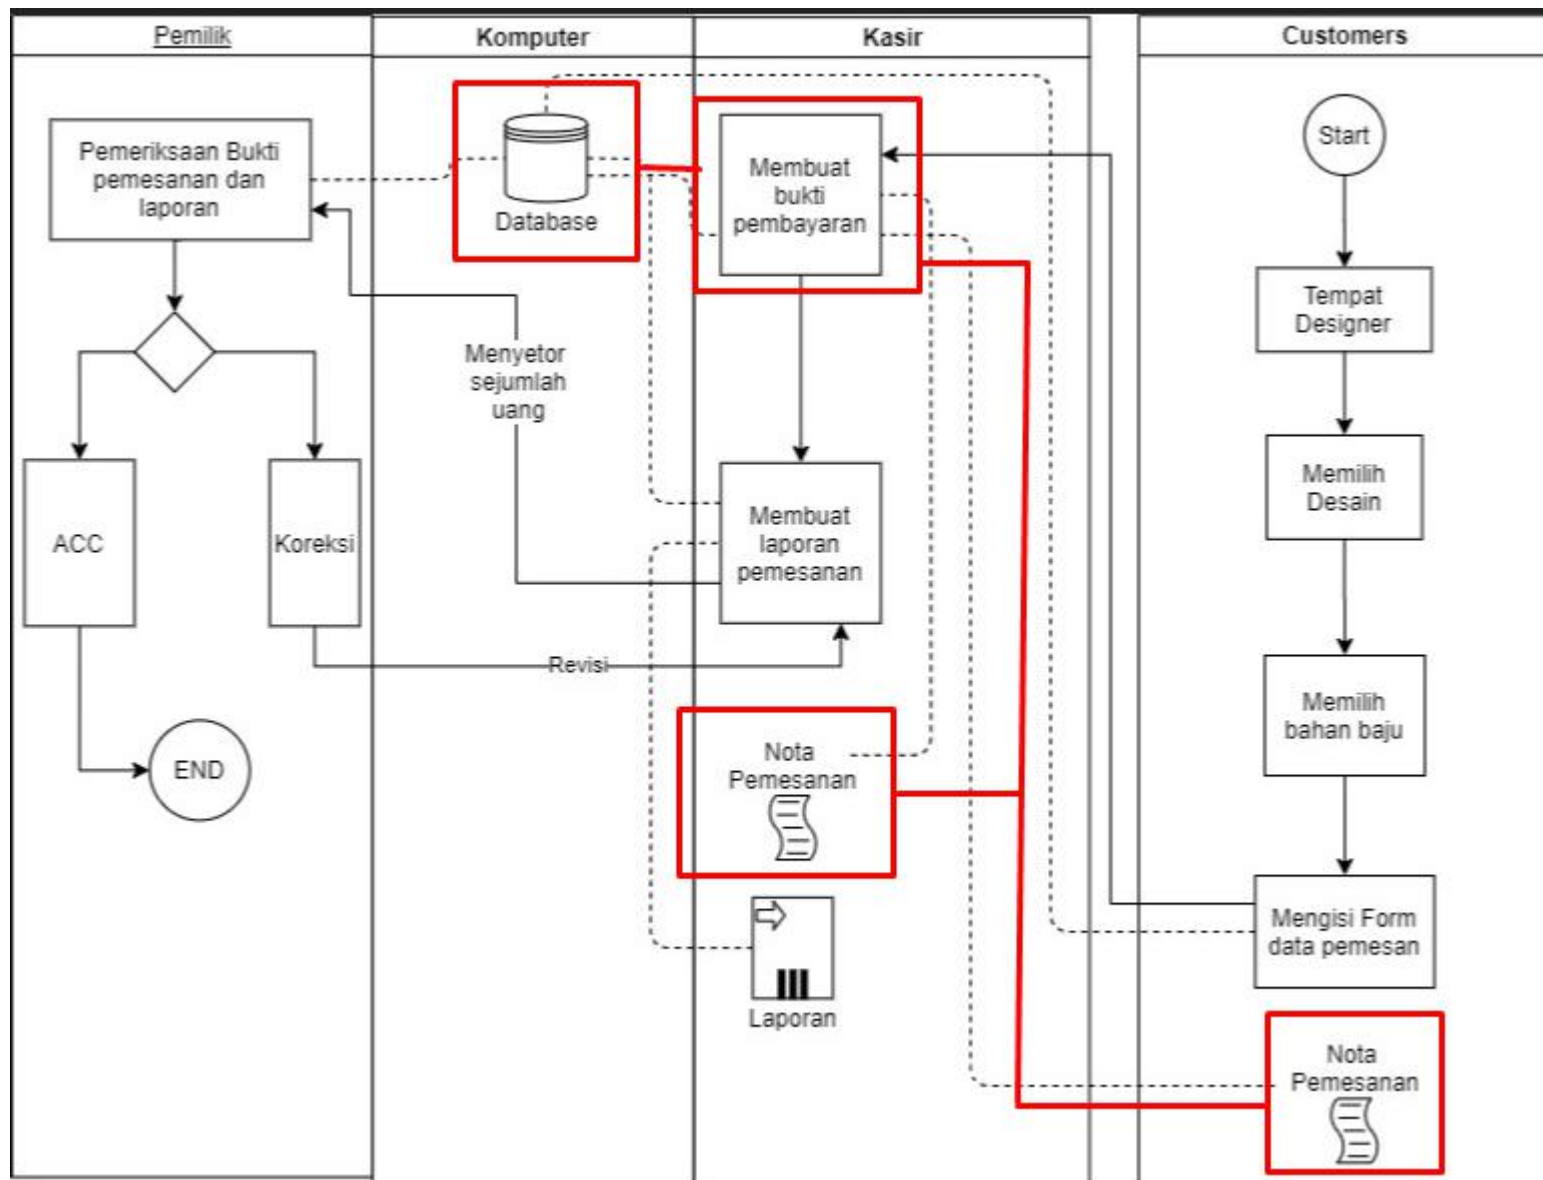 Pemilik
Komputer
Kasir
Customers
Pemeriksaan Bukti
pemesanan dan
laporan
ACC
Koreksi
END
Database
Menyetor
sejumlah
uang
Revisi
Membuat
bukti
pembayaran
Membuat
laporan
pemesanan
Nota
Pemesanan
Laporan
Start
Tempat
Designer
Memilih
Desain
Memilih
bahan baju
Mengisi Form
data pemesan
Nota
Pemesanan